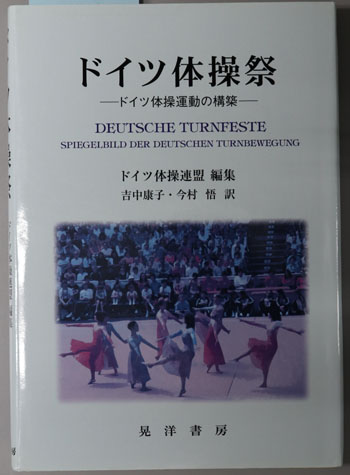 ドイツ体操祭
―ドイツ体操運動の構築―
DEUTSCHE TURNFESTE
SPIEGELBILD DER DEUTSCHEN TURNBEWEGUNG
ドイツ体操連盟 編集
吉中康子・今村 悟 訳
晃洋書房